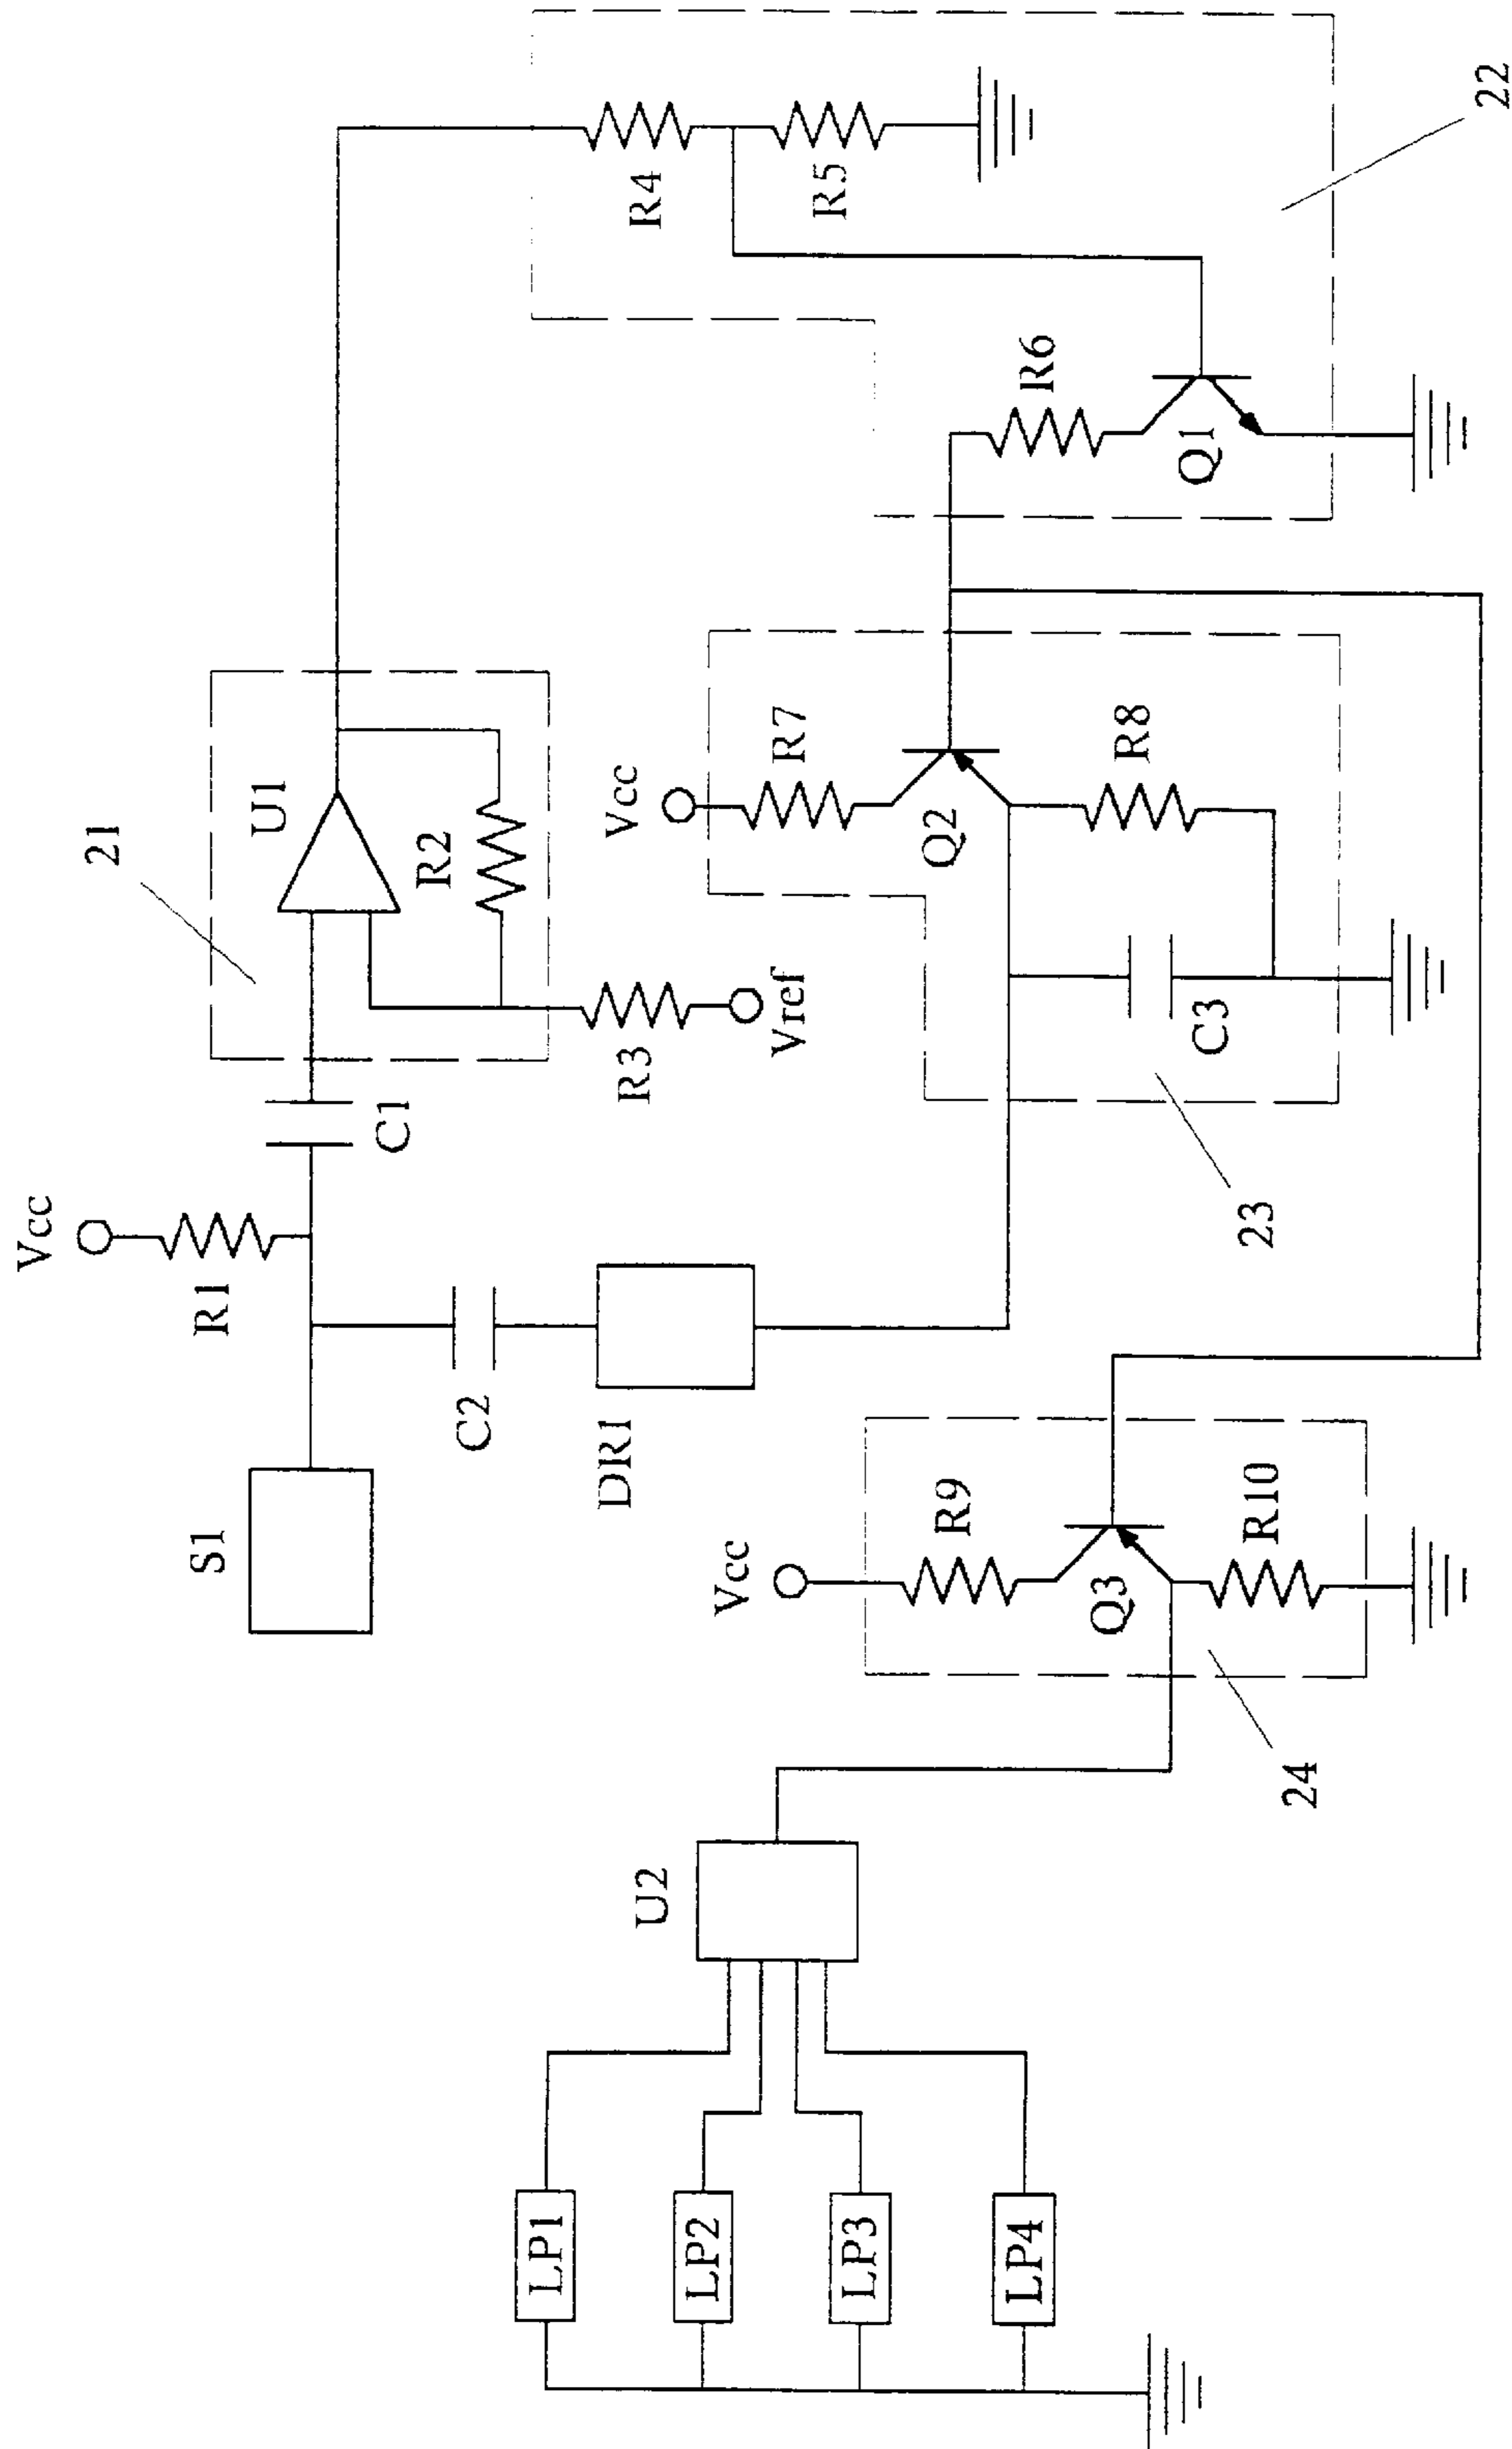 Vcc
R1
S1
C1
C2
DR1
21
U1
R2
R3
Vref
R4
R5
22
R6
Q1
Vcc
R7
Q2
R8
C3
23
Vcc
R9
Q3
R10
24
U2
LP1
LP2
LP3
LP4